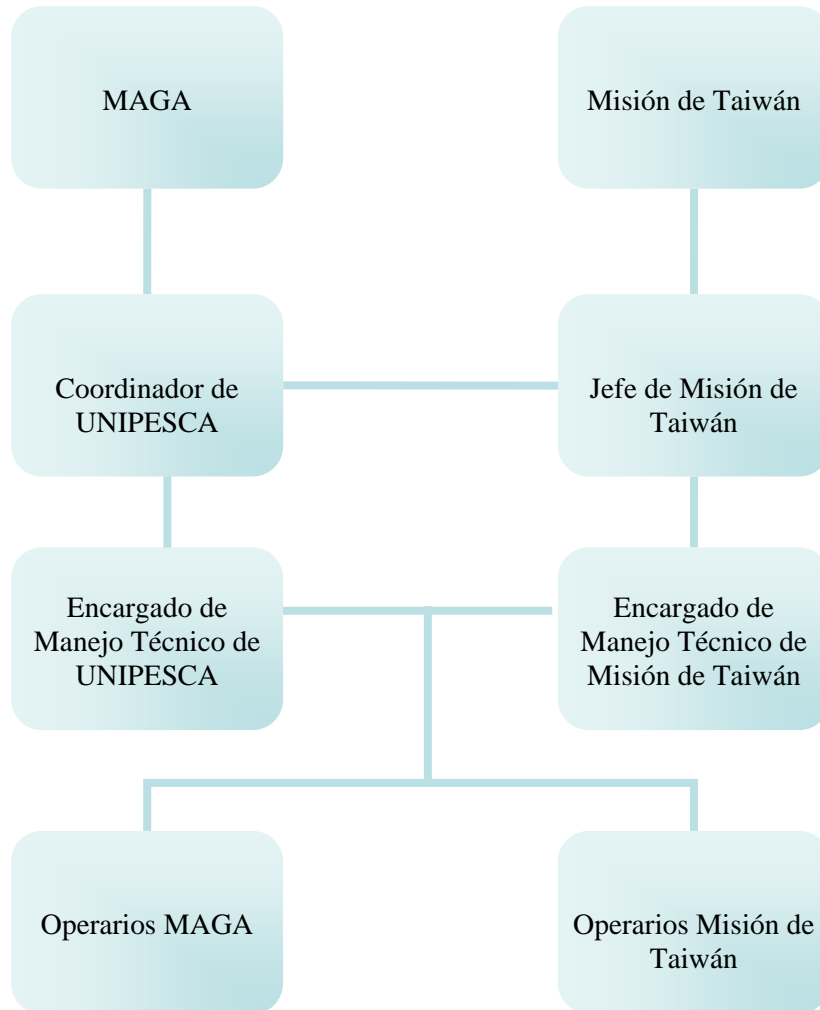 MAGA
Misión de Taiwán
Coordinador de
UNIPESCA
Jefe de Misión de
Taiwán
Encargado de
Manejo Técnico de
UNIPESCA
Encargado de
Manejo Técnico de
Misión de Taiwán
Operarios MAGA
Operarios Misión de
Taiwán